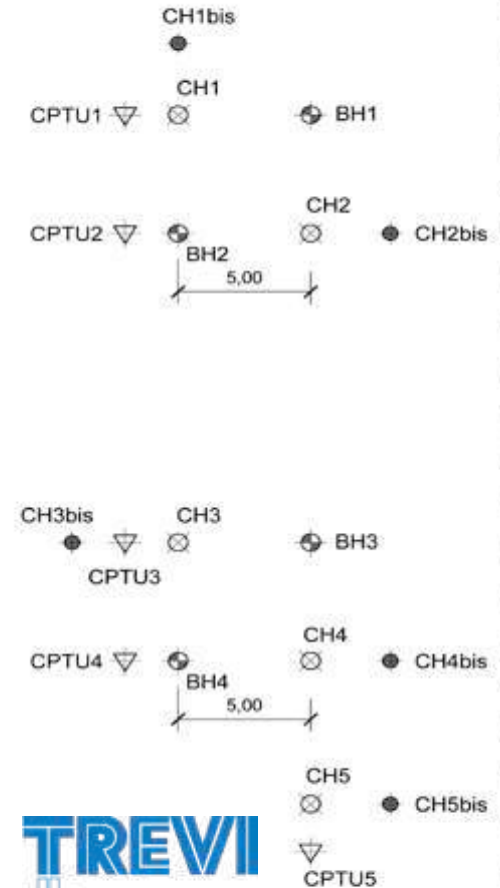 CH1bis
CH1
CPTU1 BH1
CH2
CPTU2 CH2bis
BH2
5,00
CH3bis CH3
BH3
CPTU3
CH4
CPTU4 CH4bis
BH4
5,00
CH5
CH5bis
TREVI
CPTU5